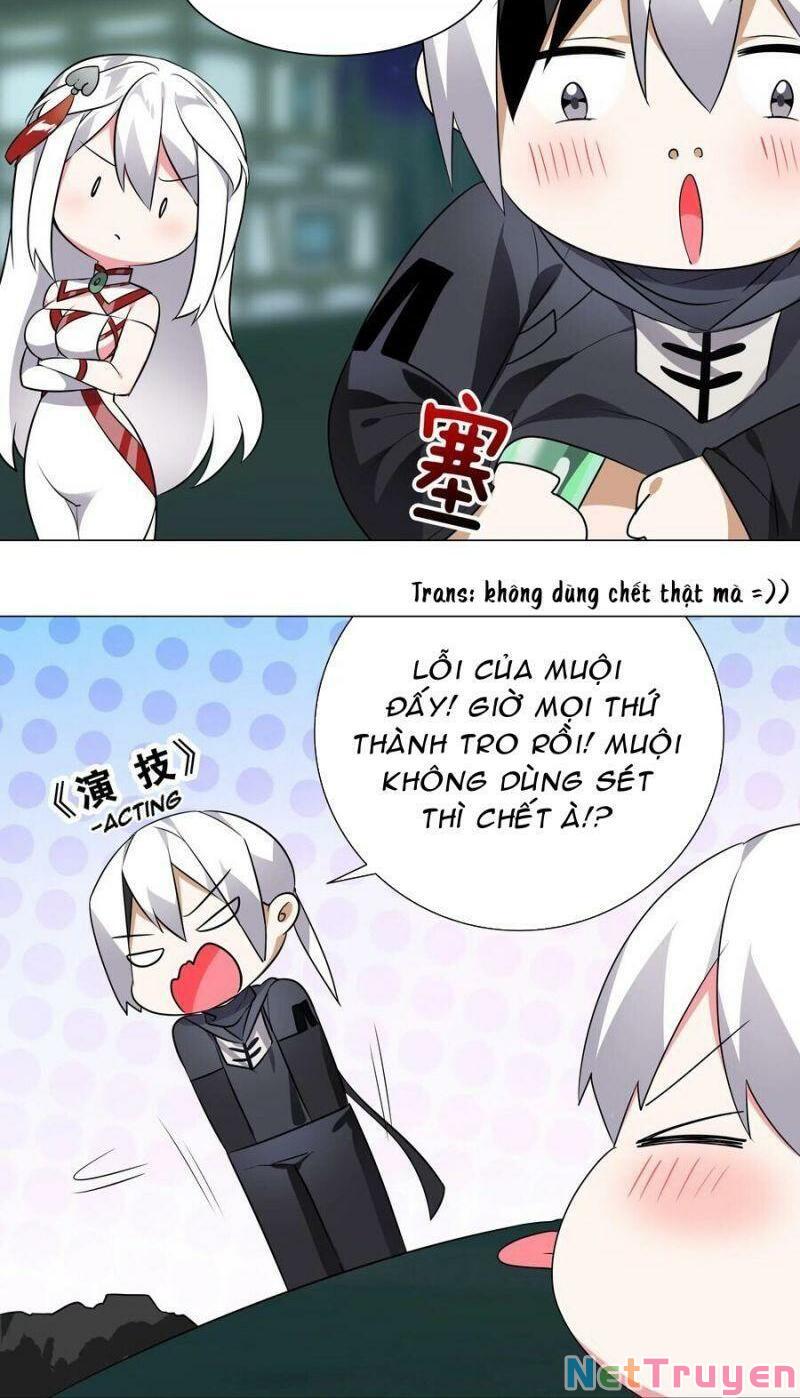 塞
Trans: không dùng chết thật mà =))
LỖI CỦA MUỘI
ĐẤY! GIỜ MỌI THỨ
THÀNH TRO RỒI! MUỘI
KHÔNG DÙNG SÉT
THÌ CHẾT À!?
《演技》
-ACTING
NETTRUYEN